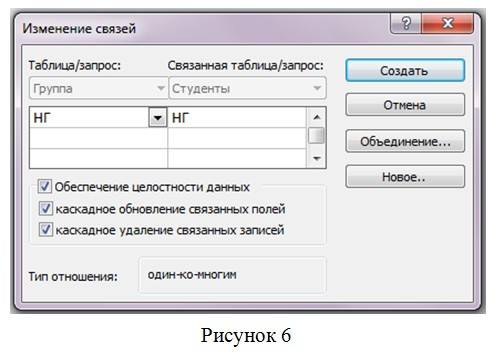 Изменение связей
Таблица/запрос: Связанная таблица/запрос:
Группа Студенты
НГ НГ
Обеспечение целостности данных
каскадное обновление связанных полей
каскадное удаление связанных записей
Тип отношения: один-ко-многим
Создать
Отмена
Объединение...
Новое..
Рисунок 6